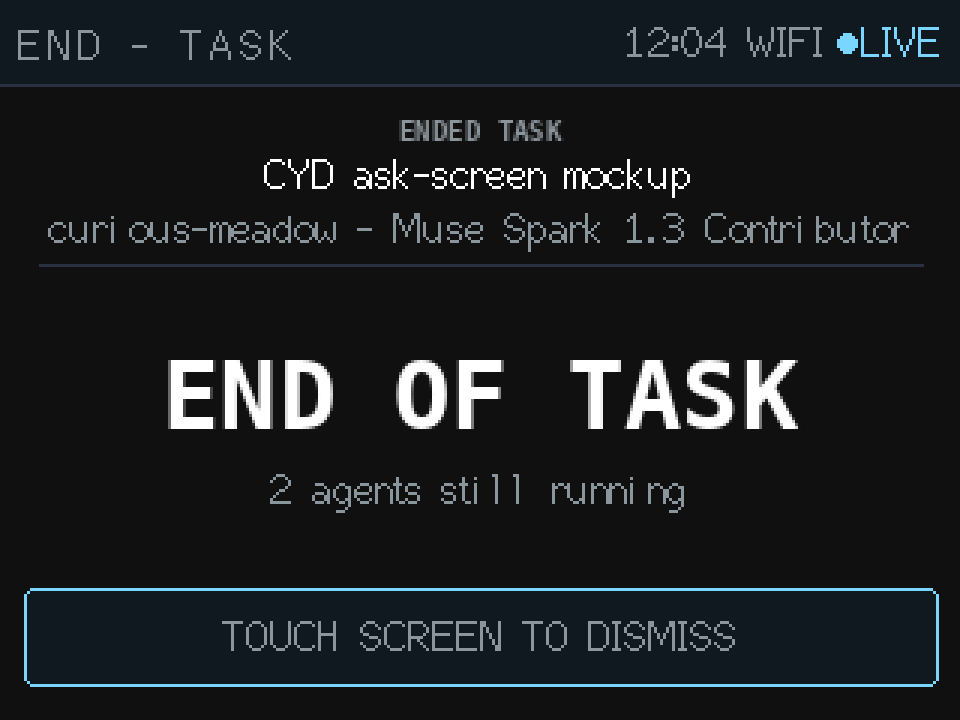 END - TASK
12:04 WIFI ●LIVE
ENDED TASK
CYD ask-screen mockup
curious-meadow - Muse Spark 1.3 Contributor
END OF TASK
2 agents still running
TOUCH SCREEN TO DISMISS